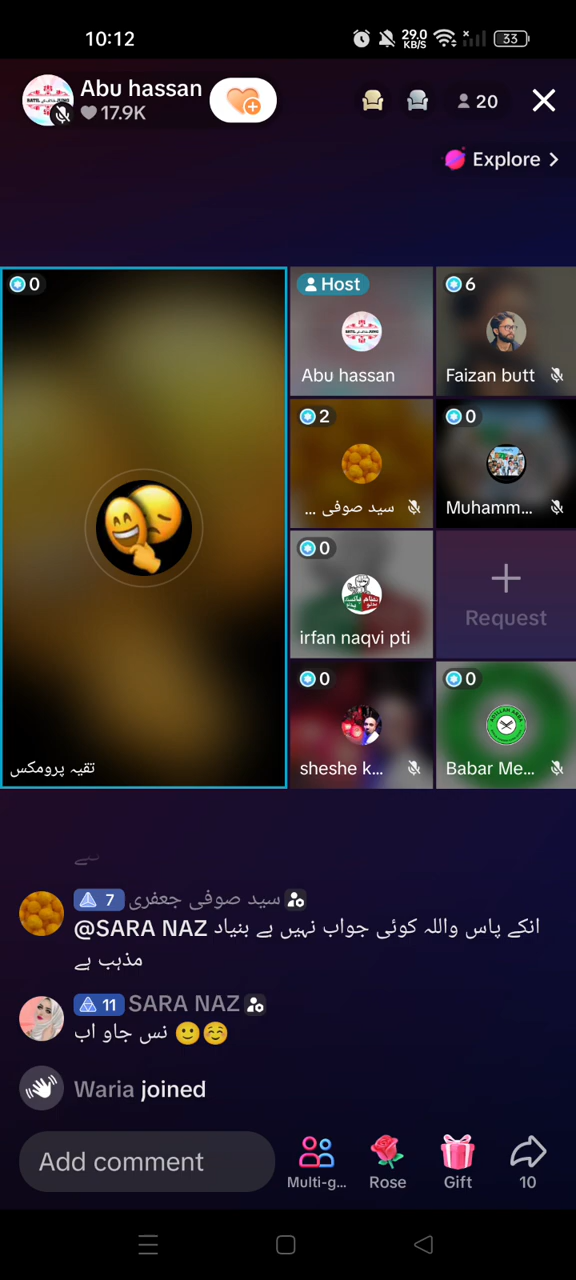 10:12
29.0
KB/S
33
Abu hassan
17.9K
20
Explore
0
تقیہ پرومکس
Host
Abu hassan
6
Faizan butt
2
سید صوفی ...
0
Muhamm...
0
irfan naqvi pti
Request
0
sheshe k...
0
Babar Me...
7 سید صوفی جعفری
@SARA NAZ انکے پاس واللہ کوئی جواب نہیں بے بنیاد
مذہب ہے
11 SARA NAZ
نس جاو اب 🙂☺️
Waria joined
Add comment
Multi-g...
Rose
Gift
10